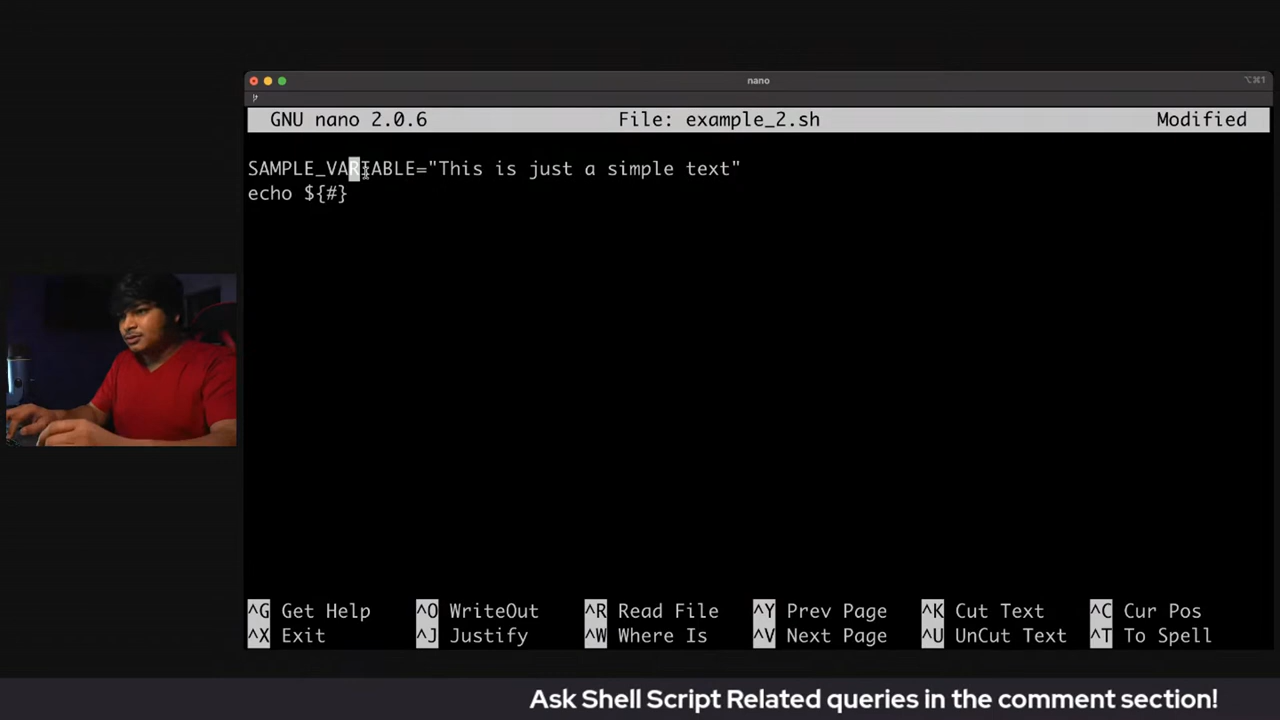 nano
⌥⌘1
GNU nano 2.0.6 File: example_2.sh Modified
SAMPLE_VARIABLE="This is just a simple text"
echo ${#}
^G Get Help ^O WriteOut ^R Read File ^Y Prev Page ^K Cut Text ^C Cur Pos
^X Exit ^J Justify ^W Where Is ^V Next Page ^U UnCut Text ^T To Spell
Ask Shell Script Related queries in the comment section!